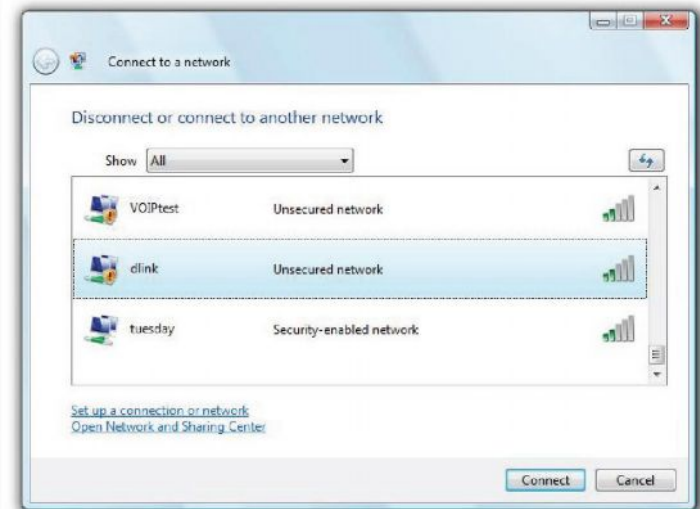 Connect to a network
Disconnect or connect to another network
Show All
VOIPtest Unsecured network
dlink Unsecured network
tuesday Security-enabled network
Set up a connection or network
Open Network and Sharing Center
Connect Cancel